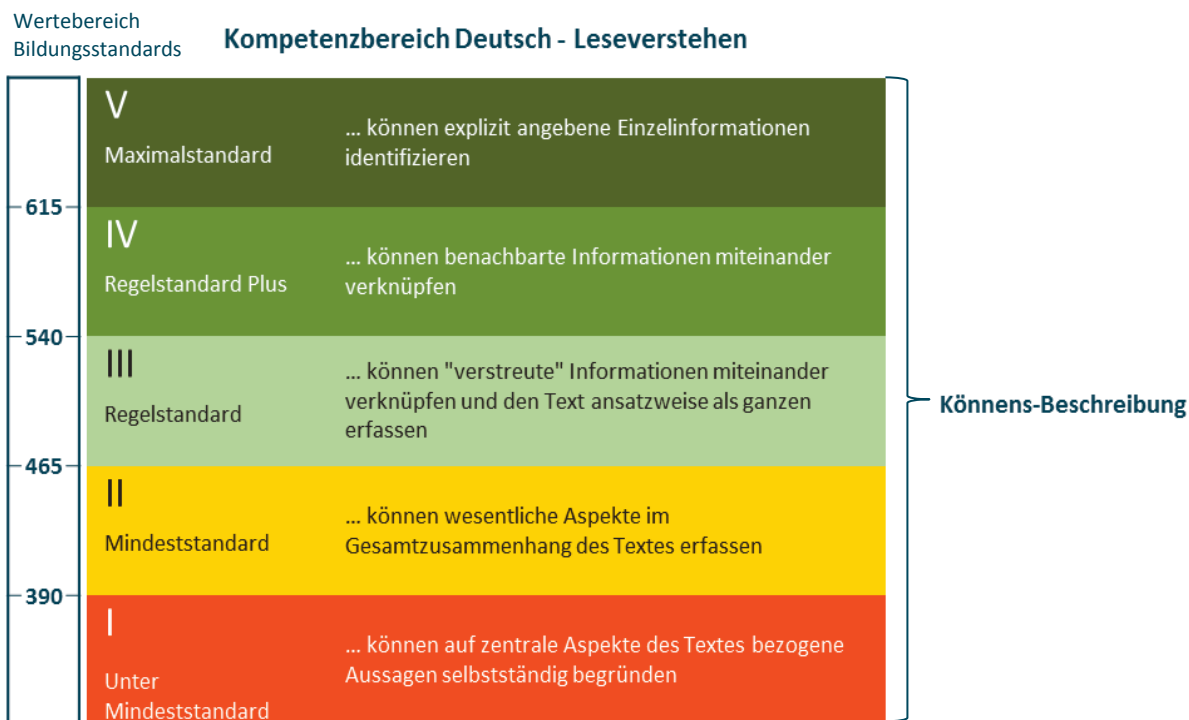 Wertebereich
Bildungsstandards
Kompetenzbereich Deutsch - Leseverstehen
V
Maximalstandard
... können explizit angebene Einzelinformationen
identifizieren
615
IV
Regelstandard Plus
... können benachbarte Informationen miteinander
verknüpfen
540
III
Regelstandard
... können "verstreute" Informationen miteinander
verknüpfen und den Text ansatzweise als ganzen
erfassen
465
II
Mindeststandard
... können wesentliche Aspekte im
Gesamtzusammenhang des Textes erfassen
390
I
Unter
Mindeststandard
... können auf zentrale Aspekte des Textes bezogene
Aussagen selbstständig begründen
Könnens-Beschreibung